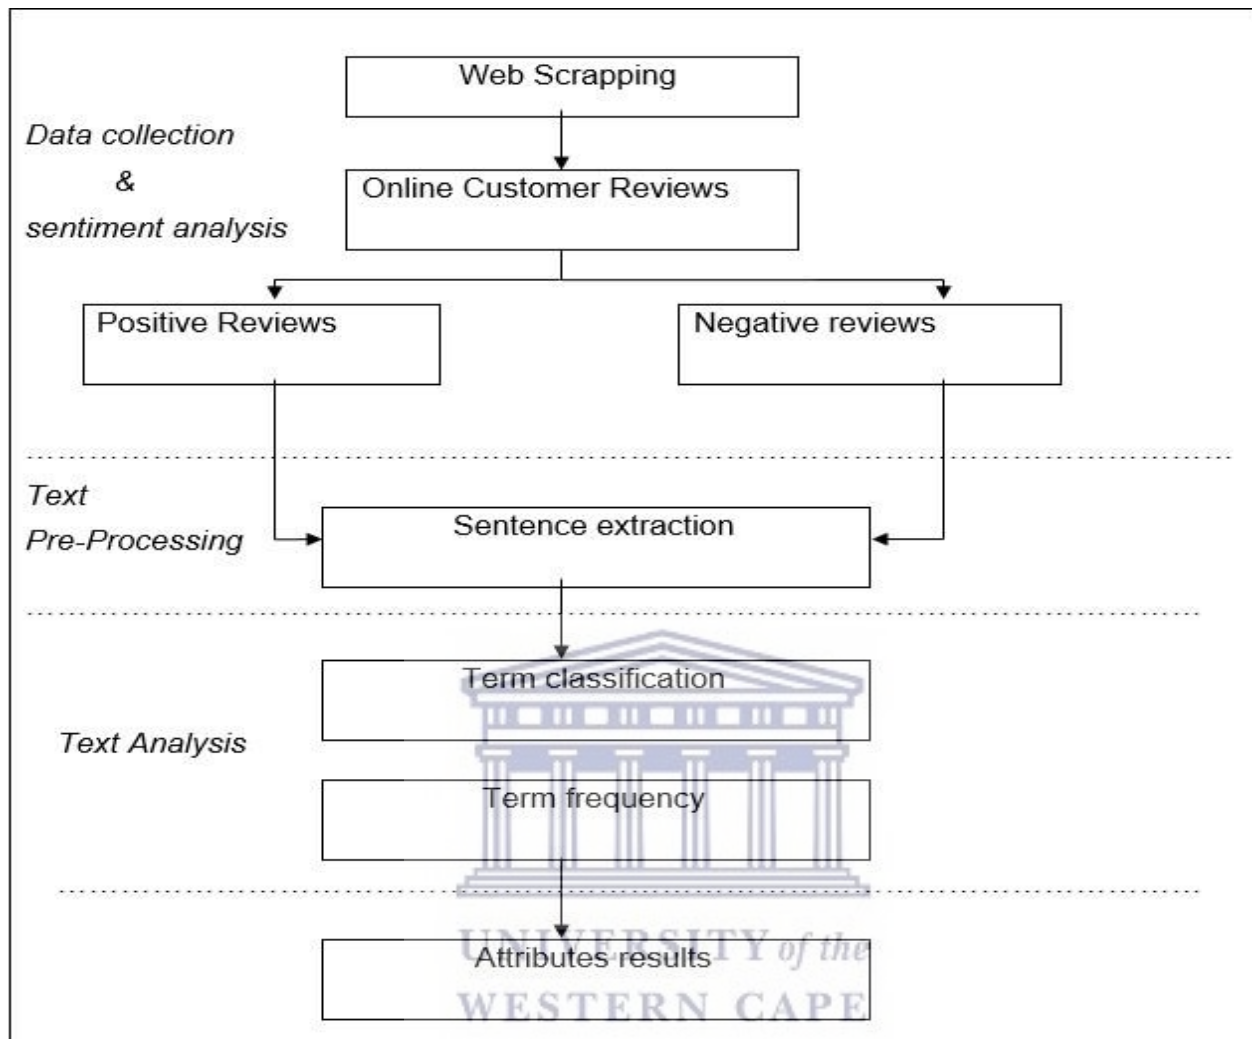 Web Scrapping
Data collection
&
sentiment analysis
Online Customer Reviews
Positive Reviews
Negative reviews
Text
Pre-Processing
Sentence extraction
Term classification
Text Analysis
Term frequency
UNIVERSITY of the
Attributes results
WESTERN CAPE